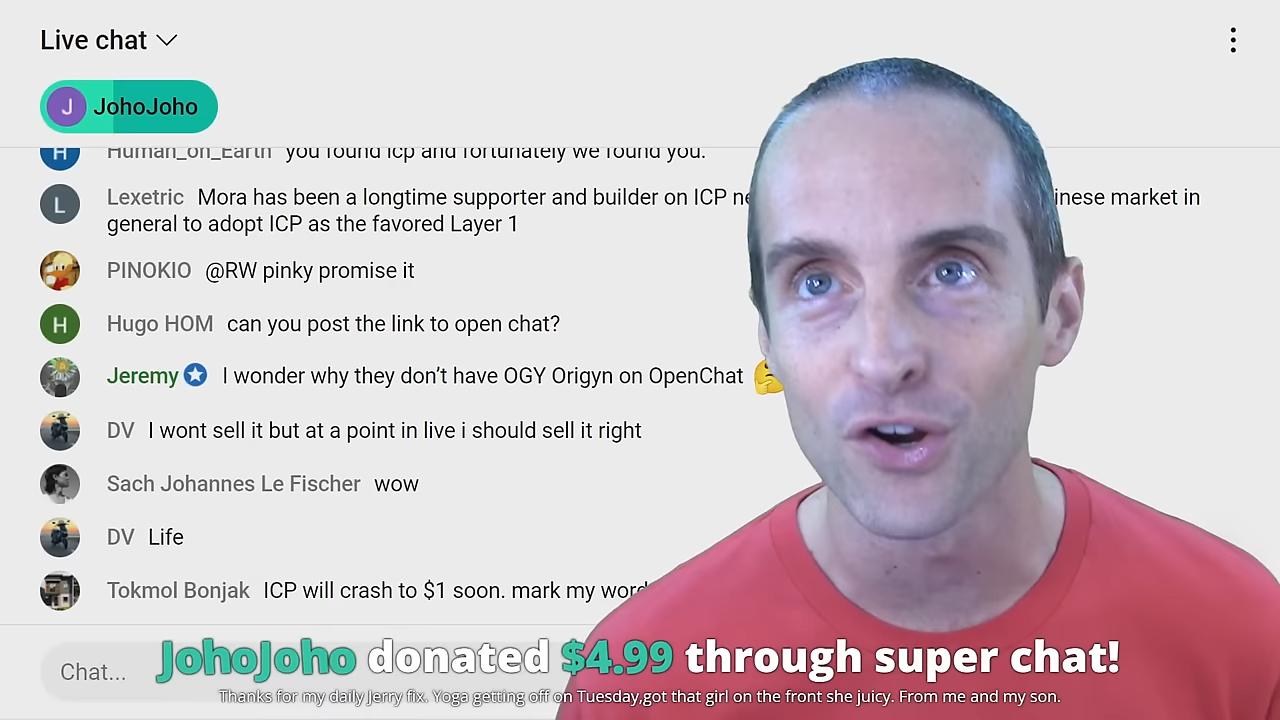 Live chat
J JohoJoho
H Human_on_Earth you found icp and fortunately we found you.
L Lexetric Mora has been a longtime supporter and builder on ICP
inese market in
general to adopt ICP as the favored Layer 1
PINOKIO @RW pinky promise it
H Hugo HOM can you post the link to open chat?
Jeremy I wonder why they don’t have OGY Origyn on OpenChat
DV I wont sell it but at a point in live i should sell it right
Sach Johannes Le Fischer wow
DV Life
Tokmol Bonjak ICP will crash to $1 soon. mark my word
JohoJoho donated $4.99 through super chat!
Chat...
Thanks for my daily Jerry fix. Yoga getting off on Tuesday,got that girl on the front she juicy. From me and my son.